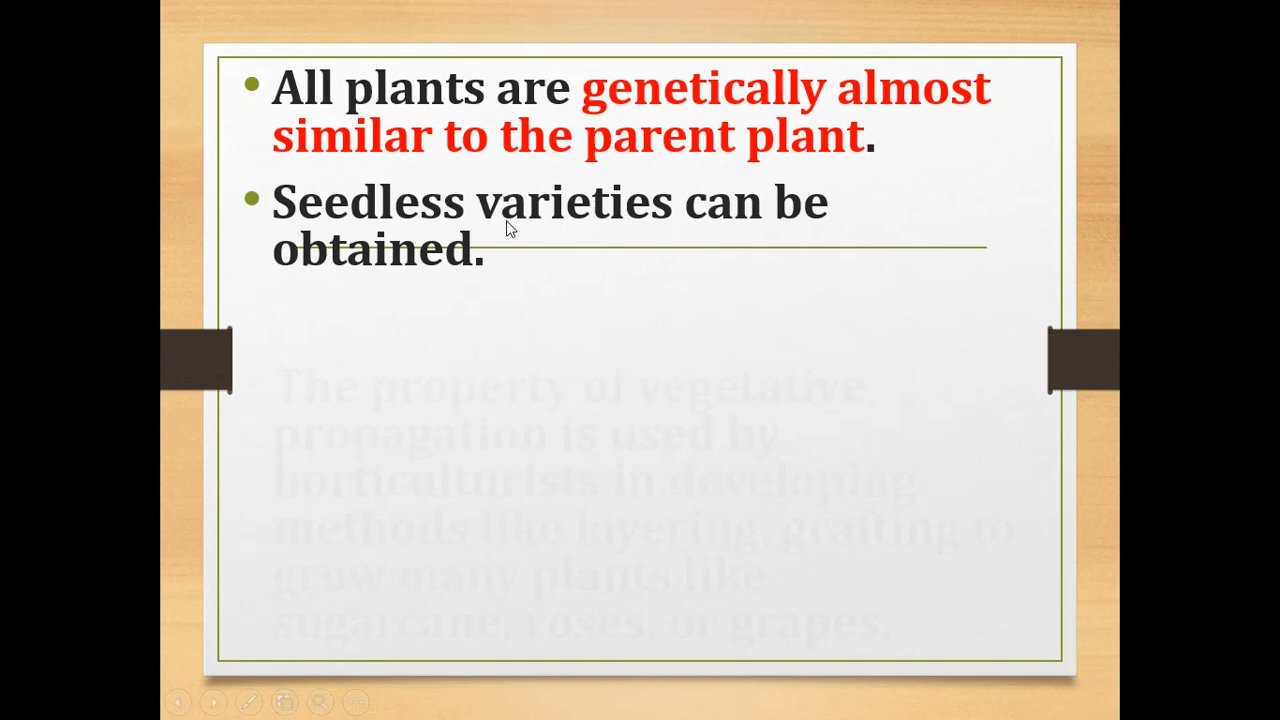 • All plants are genetically almost
similar to the parent plant.
• Seedless varieties can be
obtained.
The property of vegetative
propagation is used by
horticulturists in developing
methods like layering, grafting to
grow many plants like
sugarcane, roses, or grapes.